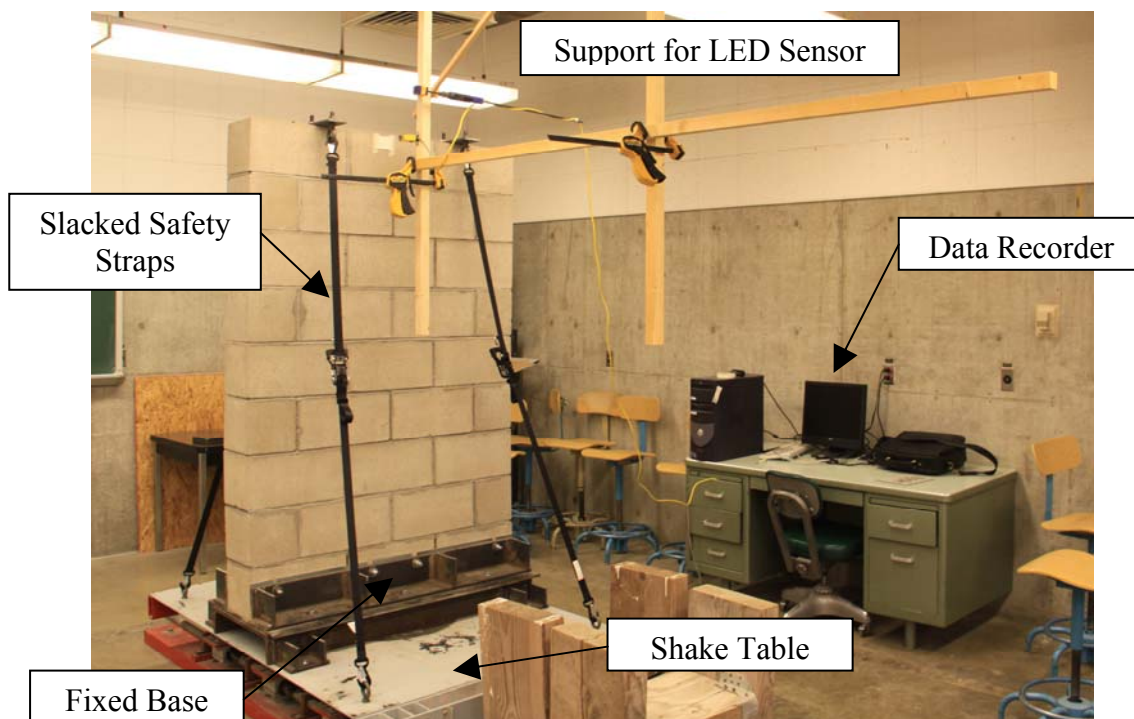 Support for LED Sensor
Slacked Safety
Straps
Data Recorder
Shake Table
Fixed Base